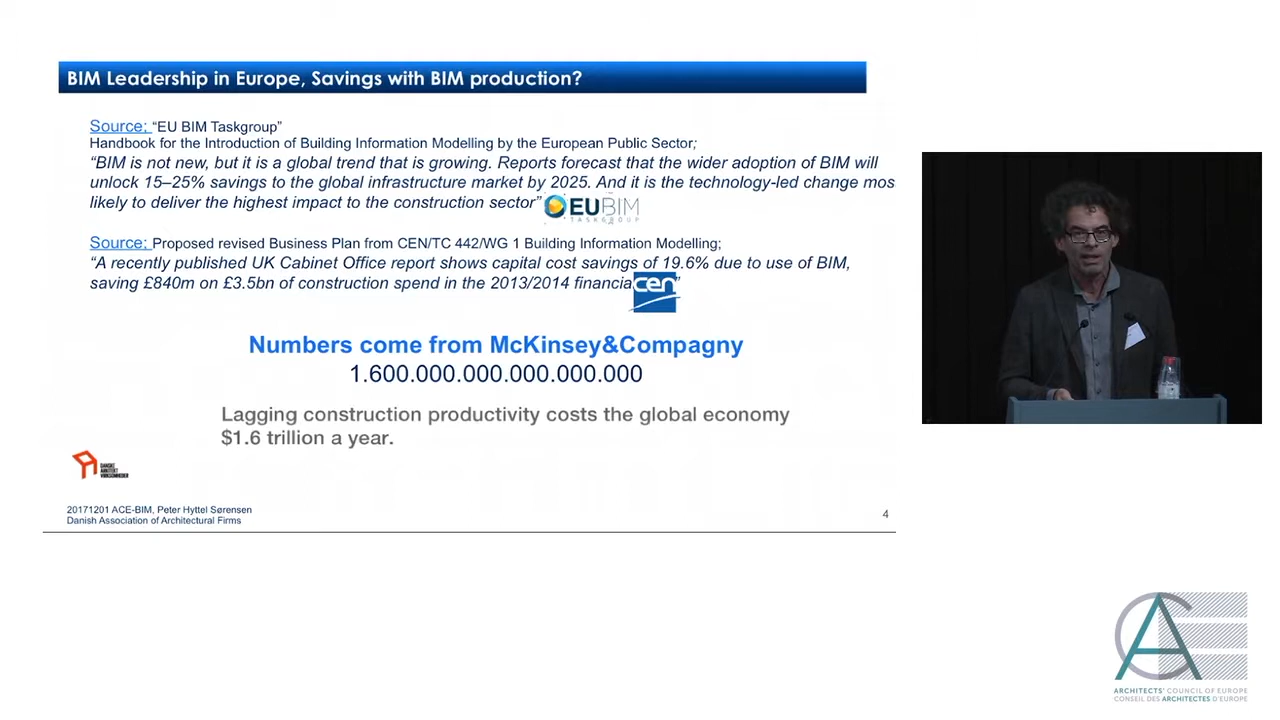 BIM Leadership in Europe, Savings with BIM production?
Source: “EU BIM Taskgroup”
Handbook for the Introduction of Building Information Modelling by the European Public Sector;
“BIM is not new, but it is a global trend that is growing. Reports forecast that the wider adoption of BIM will
unlock 15–25% savings to the global infrastructure market by 2025. And it is the technology-led change mos
likely to deliver the highest impact to the construction sector”
EUBIM
TASKGROUP
Source: Proposed revised Business Plan from CEN/TC 442/WG 1 Building Information Modelling;
“A recently published UK Cabinet Office report shows capital cost savings of 19.6% due to use of BIM,
saving £840m on £3.5bn of construction spend in the 2013/2014 financia ”
cen
Numbers come from McKinsey&Compagny
1.600.000.000.000.000.000
Lagging construction productivity costs the global economy
$1.6 trillion a year.
DANSKE
ARKITEKT
VIRKSOMHEDER
20171201 ACE-BIM, Peter Hyttel Sørensen
Danish Association of Architectural Firms
4
ACE
ARCHITECTS' COUNCIL OF EUROPE
CONSEIL DES ARCHITECTES D'EUROPE